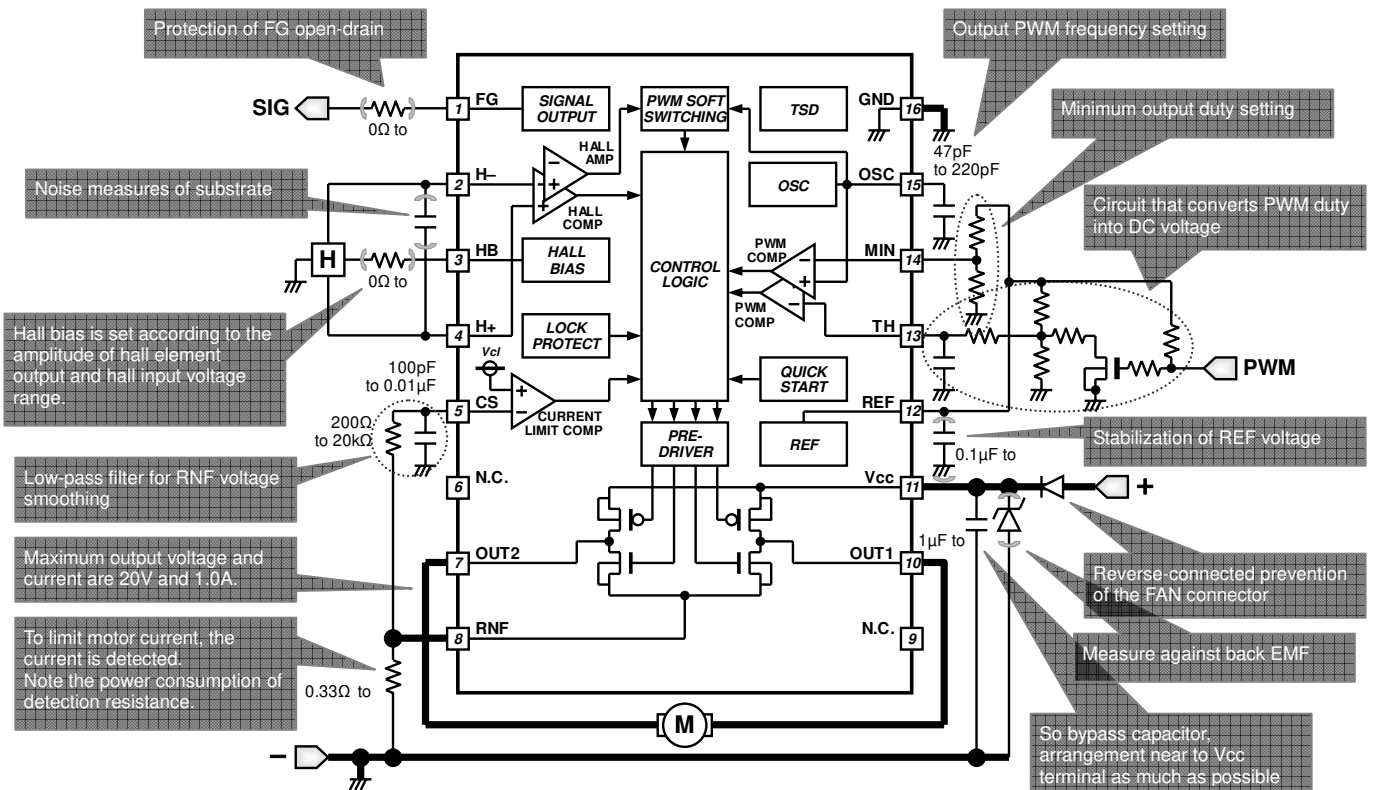 Protection of FG open-drain
Output PWM frequency setting
SIG
0Ω to
1
FG
SIGNAL
OUTPUT
PWM SOFT
SWITCHING
TSD
GND
16
Minimum output duty setting
HALL
AMP
47pF
to 220pF
Noise measures of substrate
2
H–
OSC
OSC
15
HALL
COMP
Circuit that converts PWM duty
into DC voltage
H
0Ω to
3
HB
HALL
BIAS
CONTROL
LOGIC
PWM
COMP
MIN
14
PWM
COMP
Hall bias is set according to the
amplitude of hall element
output and hall input voltage
range.
4
H+
LOCK
PROTECT
TH
13
PWM
100pF
to 0.01µF
Vcl
QUICK
START
200Ω
to 20kΩ
5
CS
CURRENT
LIMIT COMP
REF
12
PRE-
DRIVER
REF
0.1µF to
Stabilization of REF voltage
Low-pass filter for RNF voltage
smoothing
6
N.C.
Vcc
11
+
1µF to
Maximum output voltage and
current are 20V and 1.0A.
7
OUT2
OUT1
10
Reverse-connected prevention
of the FAN connector
To limit motor current, the
current is detected.
Note the power consumption of
detection resistance.
8
RNF
N.C.
9
0.33Ω to
Measure against back EMF
M
–
So bypass capacitor,
arrangement near to Vcc
terminal as much as possible